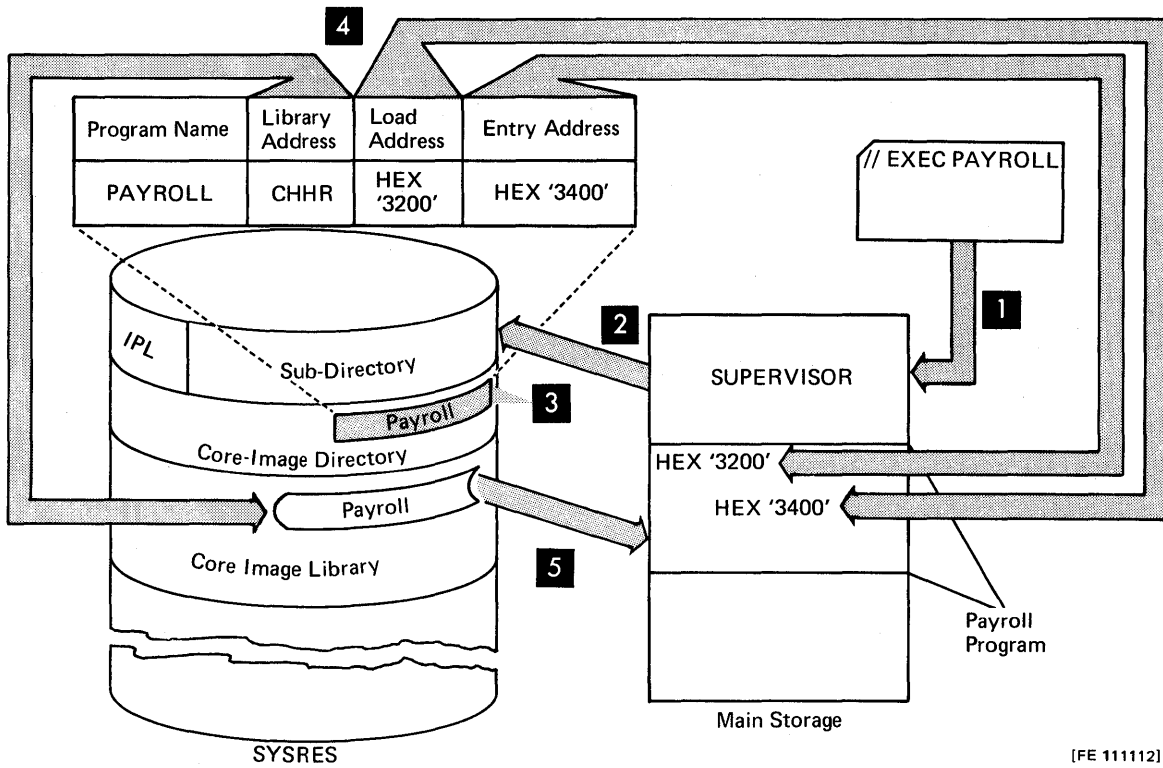 4
Program Name
Library
Address
Load
Address
Entry Address
PAYROLL
CHHR
HEX
'3200'
HEX '3400'
// EXEC PAYROLL
1
2
IPL
Sub-Directory
SUPERVISOR
3
Payroll
Core-Image Directory
HEX '3200'
HEX '3400'
Payroll
5
Core Image Library
Payroll
Program
Main Storage
SYSRES
[FE 111112]